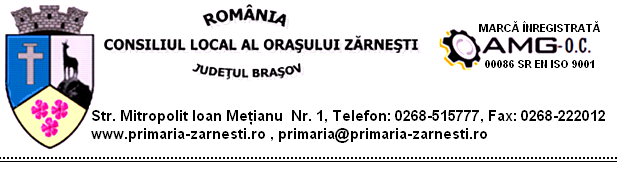 ROMÂNIA
CONSILIUL LOCAL AL ORAŞULUI ZĂRNEŞTI
JUDEŢUL BRAŞOV
MARCĂ ÎNREGISTRATĂ
AMG-O.C.
00086 SR EN ISO 9001
Str. Mitropolit Ioan Mețianu Nr. 1, Telefon: 0268-515777, Fax: 0268-222012
www.primaria-zarnesti.ro , primaria@primaria-zarnesti.ro